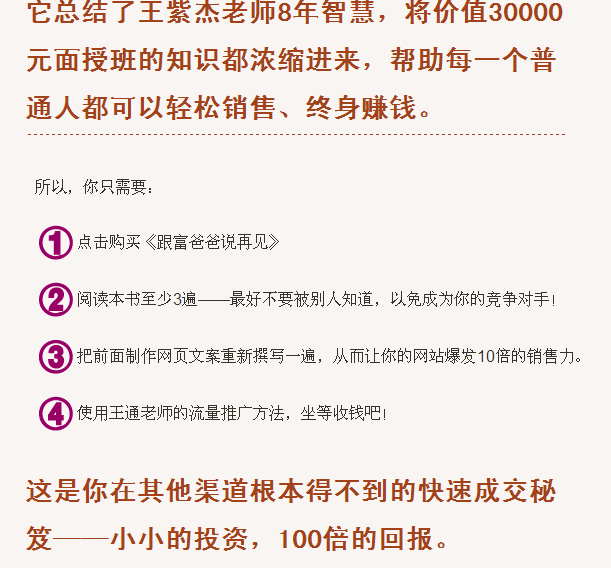 它总结了王紫杰老师8年智慧，将价值30000
元面授班的知识都浓缩进来，帮助每一个普
通人都可以轻松销售、终身赚钱。
所以，你只需要：
① 点击购买《跟富爸爸说再见》
② 阅读本书至少3遍——最好不要被别人知道，以免成为你的竞争对手！
③ 把前面制作网页文案重新撰写一遍，从而让你的网站爆发10倍的销售力。
④ 使用王通老师的流量推广方法，坐等收钱吧！
这是你在其他渠道根本得不到的快速成交秘
笈——小小的投资，100倍的回报。